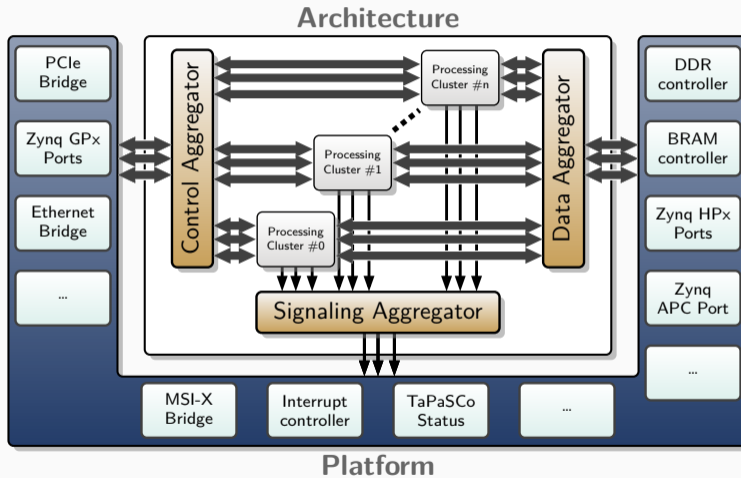 Architecture
PCIe
Bridge
Zynq GPx
Ports
Ethernet
Bridge
...
Control Aggregator
Processing
Cluster #n
Processing
Cluster #1
Processing
Cluster #0
Data Aggregator
Signaling Aggregator
DDR
controller
BRAM
controller
Zynq HPx
Ports
Zynq
APC Port
...
MSI-X
Bridge
Interrupt
controller
TaPaSCo
Status
...
Platform